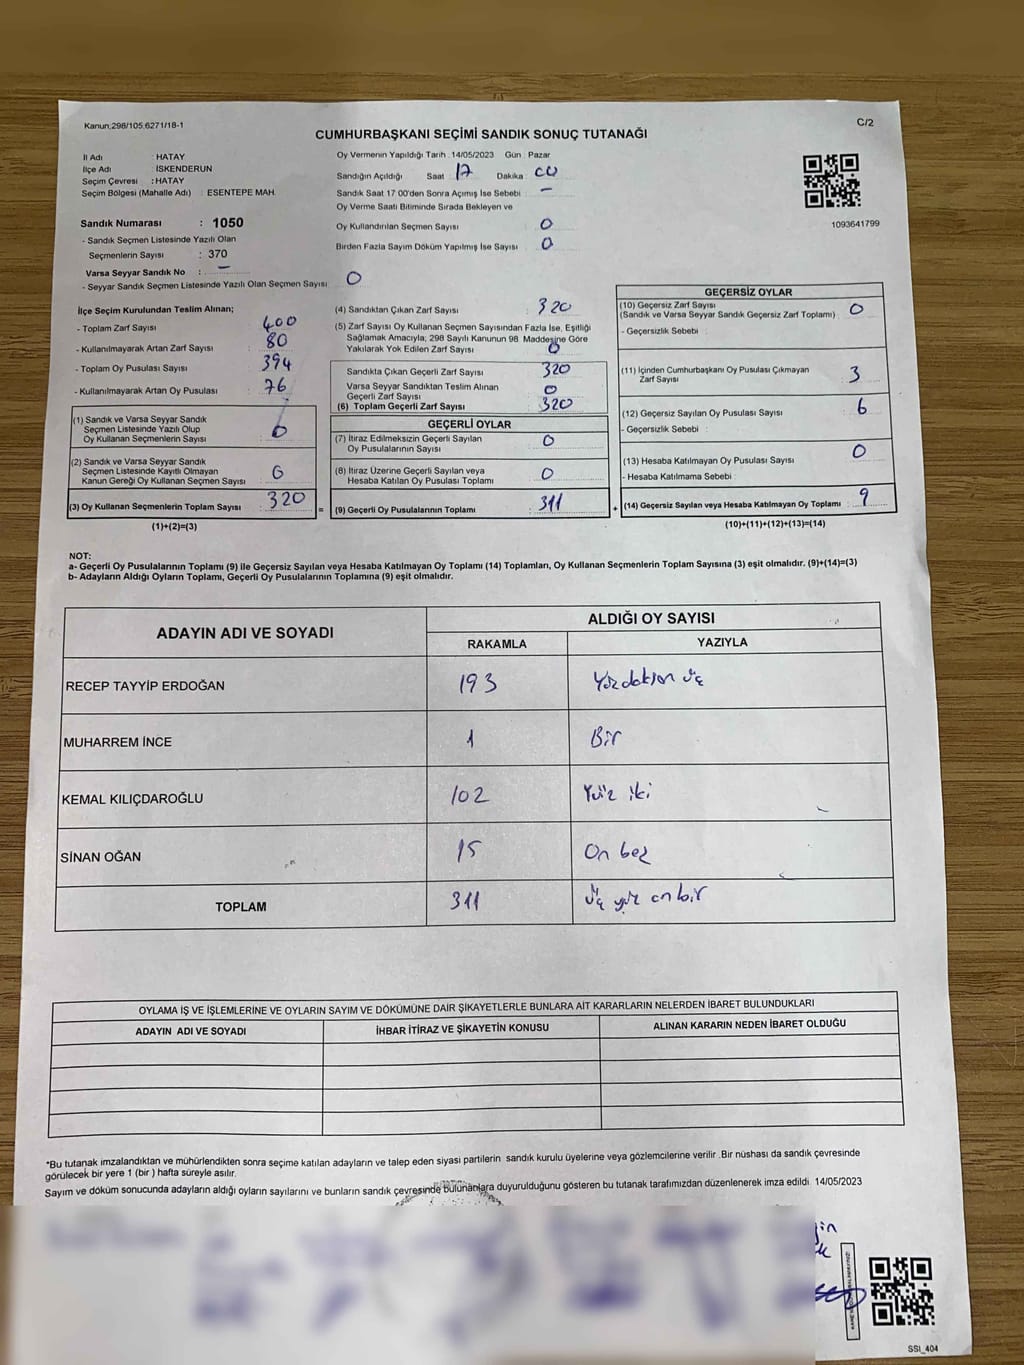 Kanun:298/105:6271/18-1
C/2
CUMHURBAŞKANI SEÇİMİ SANDIK SONUÇ TUTANAĞI
İl Adı : HATAY
İlçe Adı : İSKENDERUN
Seçim Çevresi : HATAY
Seçim Bölgesi (Mahalle Adı) : ESENTEPE MAH.
Sandık Numarası : 1050
- Sandık Seçmen Listesinde Yazılı Olan
Seçmenlerin Sayısı : 370
Varsa Seyyar Sandık No : –
- Seyyar Sandık Seçmen Listesinde Yazılı Olan Seçmen Sayısı 0
Oy Vermenin Yapıldığı Tarih : 14/05/2023 Gün : Pazar
Sandığın Açıldığı Saat 17 Dakika 00
Sandık Saat 17 00'den Sonra Açılmış İse Sebebi –
Oy Verme Saati Bitiminde Sırada Bekleyen ve
Oy Kullandırılan Seçmen Sayısı 0
Birden Fazla Sayım Döküm Yapılmış İse Sayısı 0
1093641799
İlçe Seçim Kurulundan Teslim Alınan;
- Toplam Zarf Sayısı 400
- Kullanılmayarak Artan Zarf Sayısı 80
- Toplam Oy Pusulası Sayısı 394
- Kullanılmayarak Artan Oy Pusulası 76
(1) Sandık ve Varsa Seyyar Sandık
Seçmen Listesinde Yazılı Olup
Oy Kullanan Seçmenlerin Sayısı
(2) Sandık ve Varsa Seyyar Sandık
Seçmen Listesinde Kayıtlı Olmayan
Kanun Gereği Oy Kullanan Seçmen Sayısı
(3) Oy Kullanan Seçmenlerin Toplam Sayısı 320
(1)+(2)=(3)
(4) Sandıktan Çıkan Zarf Sayısı 320
(5) Zarf Sayısı Oy Kullanan Seçmen Sayısından Fazla İse, Eşitliği
Sağlamak Amacıyla, 298 Sayılı Kanunun 98. Maddesine Göre
Yakılarak Yok Edilen Zarf Sayısı 0
Sandıkta Çıkan Geçerli Zarf Sayısı 320
Varsa Seyyar Sandıktan Teslim Alınan
Geçerli Zarf Sayısı 0
(6) Toplam Geçerli Zarf Sayısı 320
GEÇERLİ OYLAR
(7) İtiraz Edilmeksizin Geçerli Sayılan
Oy Pusulalarının Sayısı 0
(8) İtiraz Üzerine Geçerli Sayılan veya
Hesaba Katılan Oy Pusulası Toplamı 0
= (9) Geçerli Oy Pusulalarının Toplamı 311 +
GEÇERSİZ OYLAR
(10) Geçersiz Zarf Sayısı
(Sandık ve Varsa Seyyar Sandık Geçersiz Zarf Toplamı) 0
- Geçersizlik Sebebi :
(11) İçinden Cumhurbaşkanı Oy Pusulası Çıkmayan
Zarf Sayısı 3
(12) Geçersiz Sayılan Oy Pusulası Sayısı 6
- Geçersizlik Sebebi :
(13) Hesaba Katılmayan Oy Pusulası Sayısı 0
- Hesaba Katılmama Sebebi :
(14) Geçersiz Sayılan veya Hesaba Katılmayan Oy Toplamı 9
(10)+(11)+(12)+(13)=(14)
NOT:
a- Geçerli Oy Pusulalarının Toplamı (9) ile Geçersiz Sayılan veya Hesaba Katılmayan Oy Toplamı (14) Toplamları, Oy Kullanan Seçmenlerin Toplam Sayısına (3) eşit olmalıdır. (9)+(14)=(3)
b- Adayların Aldığı Oyların Toplamı, Geçerli Oy Pusulalarının Toplamına (9) eşit olmalıdır.
ADAYIN ADI VE SOYADI ALDIĞI OY SAYISI
RAKAMLA YAZIYLA
RECEP TAYYİP ERDOĞAN 193 Yüzdoksan üç
MUHARREM İNCE 1 Bir
KEMAL KILIÇDAROĞLU 102 Yüz iki
SİNAN OĞAN 15 On beş
TOPLAM 311 üç yüz on bir
OYLAMA İŞ VE İŞLEMLERİNE VE OYLARIN SAYIM VE DÖKÜMÜNE DAİR ŞİKAYETLERLE BUNLARA AİT KARARLARIN NELERDEN İBARET BULUNDUKLARI
ADAYIN ADI VE SOYADI İHBAR İTİRAZ VE ŞİKAYETİN KONUSU ALINAN KARARIN NEDEN İBARET OLDUĞU
*Bu tutanak imzalandıktan ve mühürlendikten sonra seçime katılan adayların ve talep eden siyasi partilerin sandık kurulu üyelerine veya gözlemcilerine verilir. Bir nüshası da sandık çevresinde
görülecek bir yere 1 (bir ) hafta süreyle asılır.
Sayım ve döküm sonucunda adayların aldığı oyların sayılarını ve bunların sandık çevresinde bulunanlara duyurulduğunu gösteren bu tutanak tarafımızdan düzenlenerek imza edildi 14/05/2023
SSİ_404